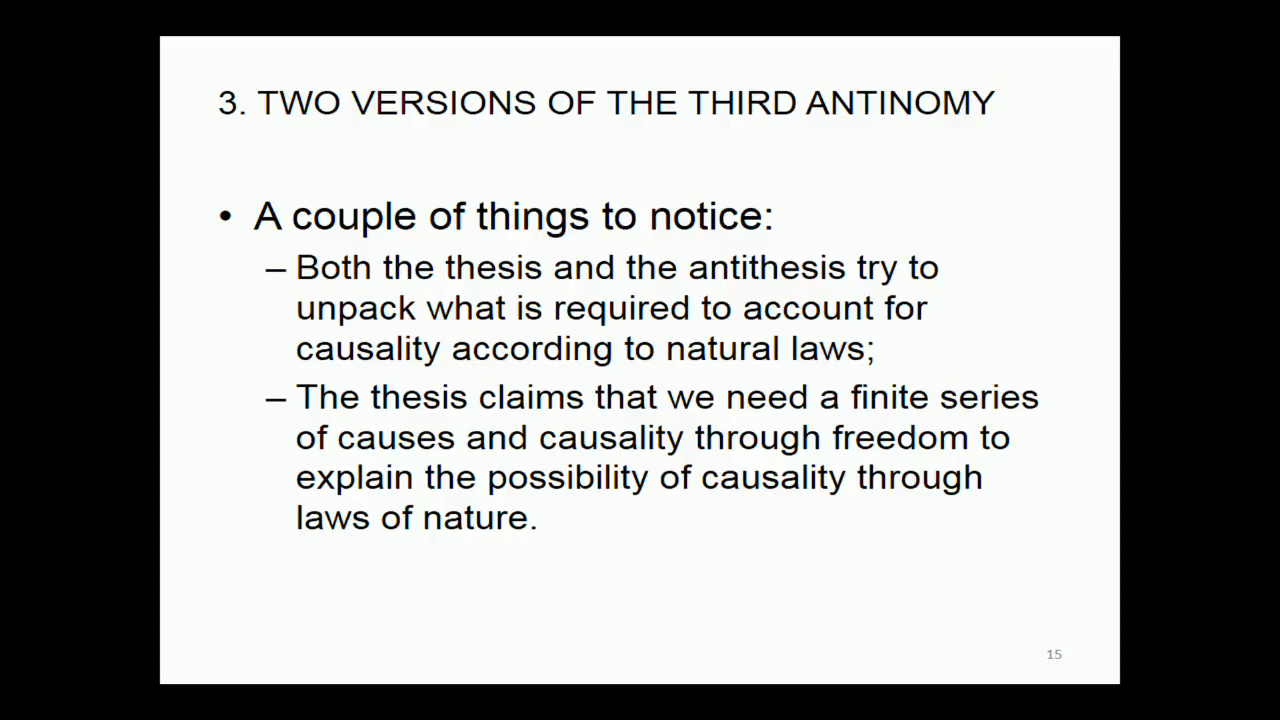 3. TWO VERSIONS OF THE THIRD ANTINOMY
• A couple of things to notice:
– Both the thesis and the antithesis try to
unpack what is required to account for
causality according to natural laws;
– The thesis claims that we need a finite series
of causes and causality through freedom to
explain the possibility of causality through
laws of nature.
15